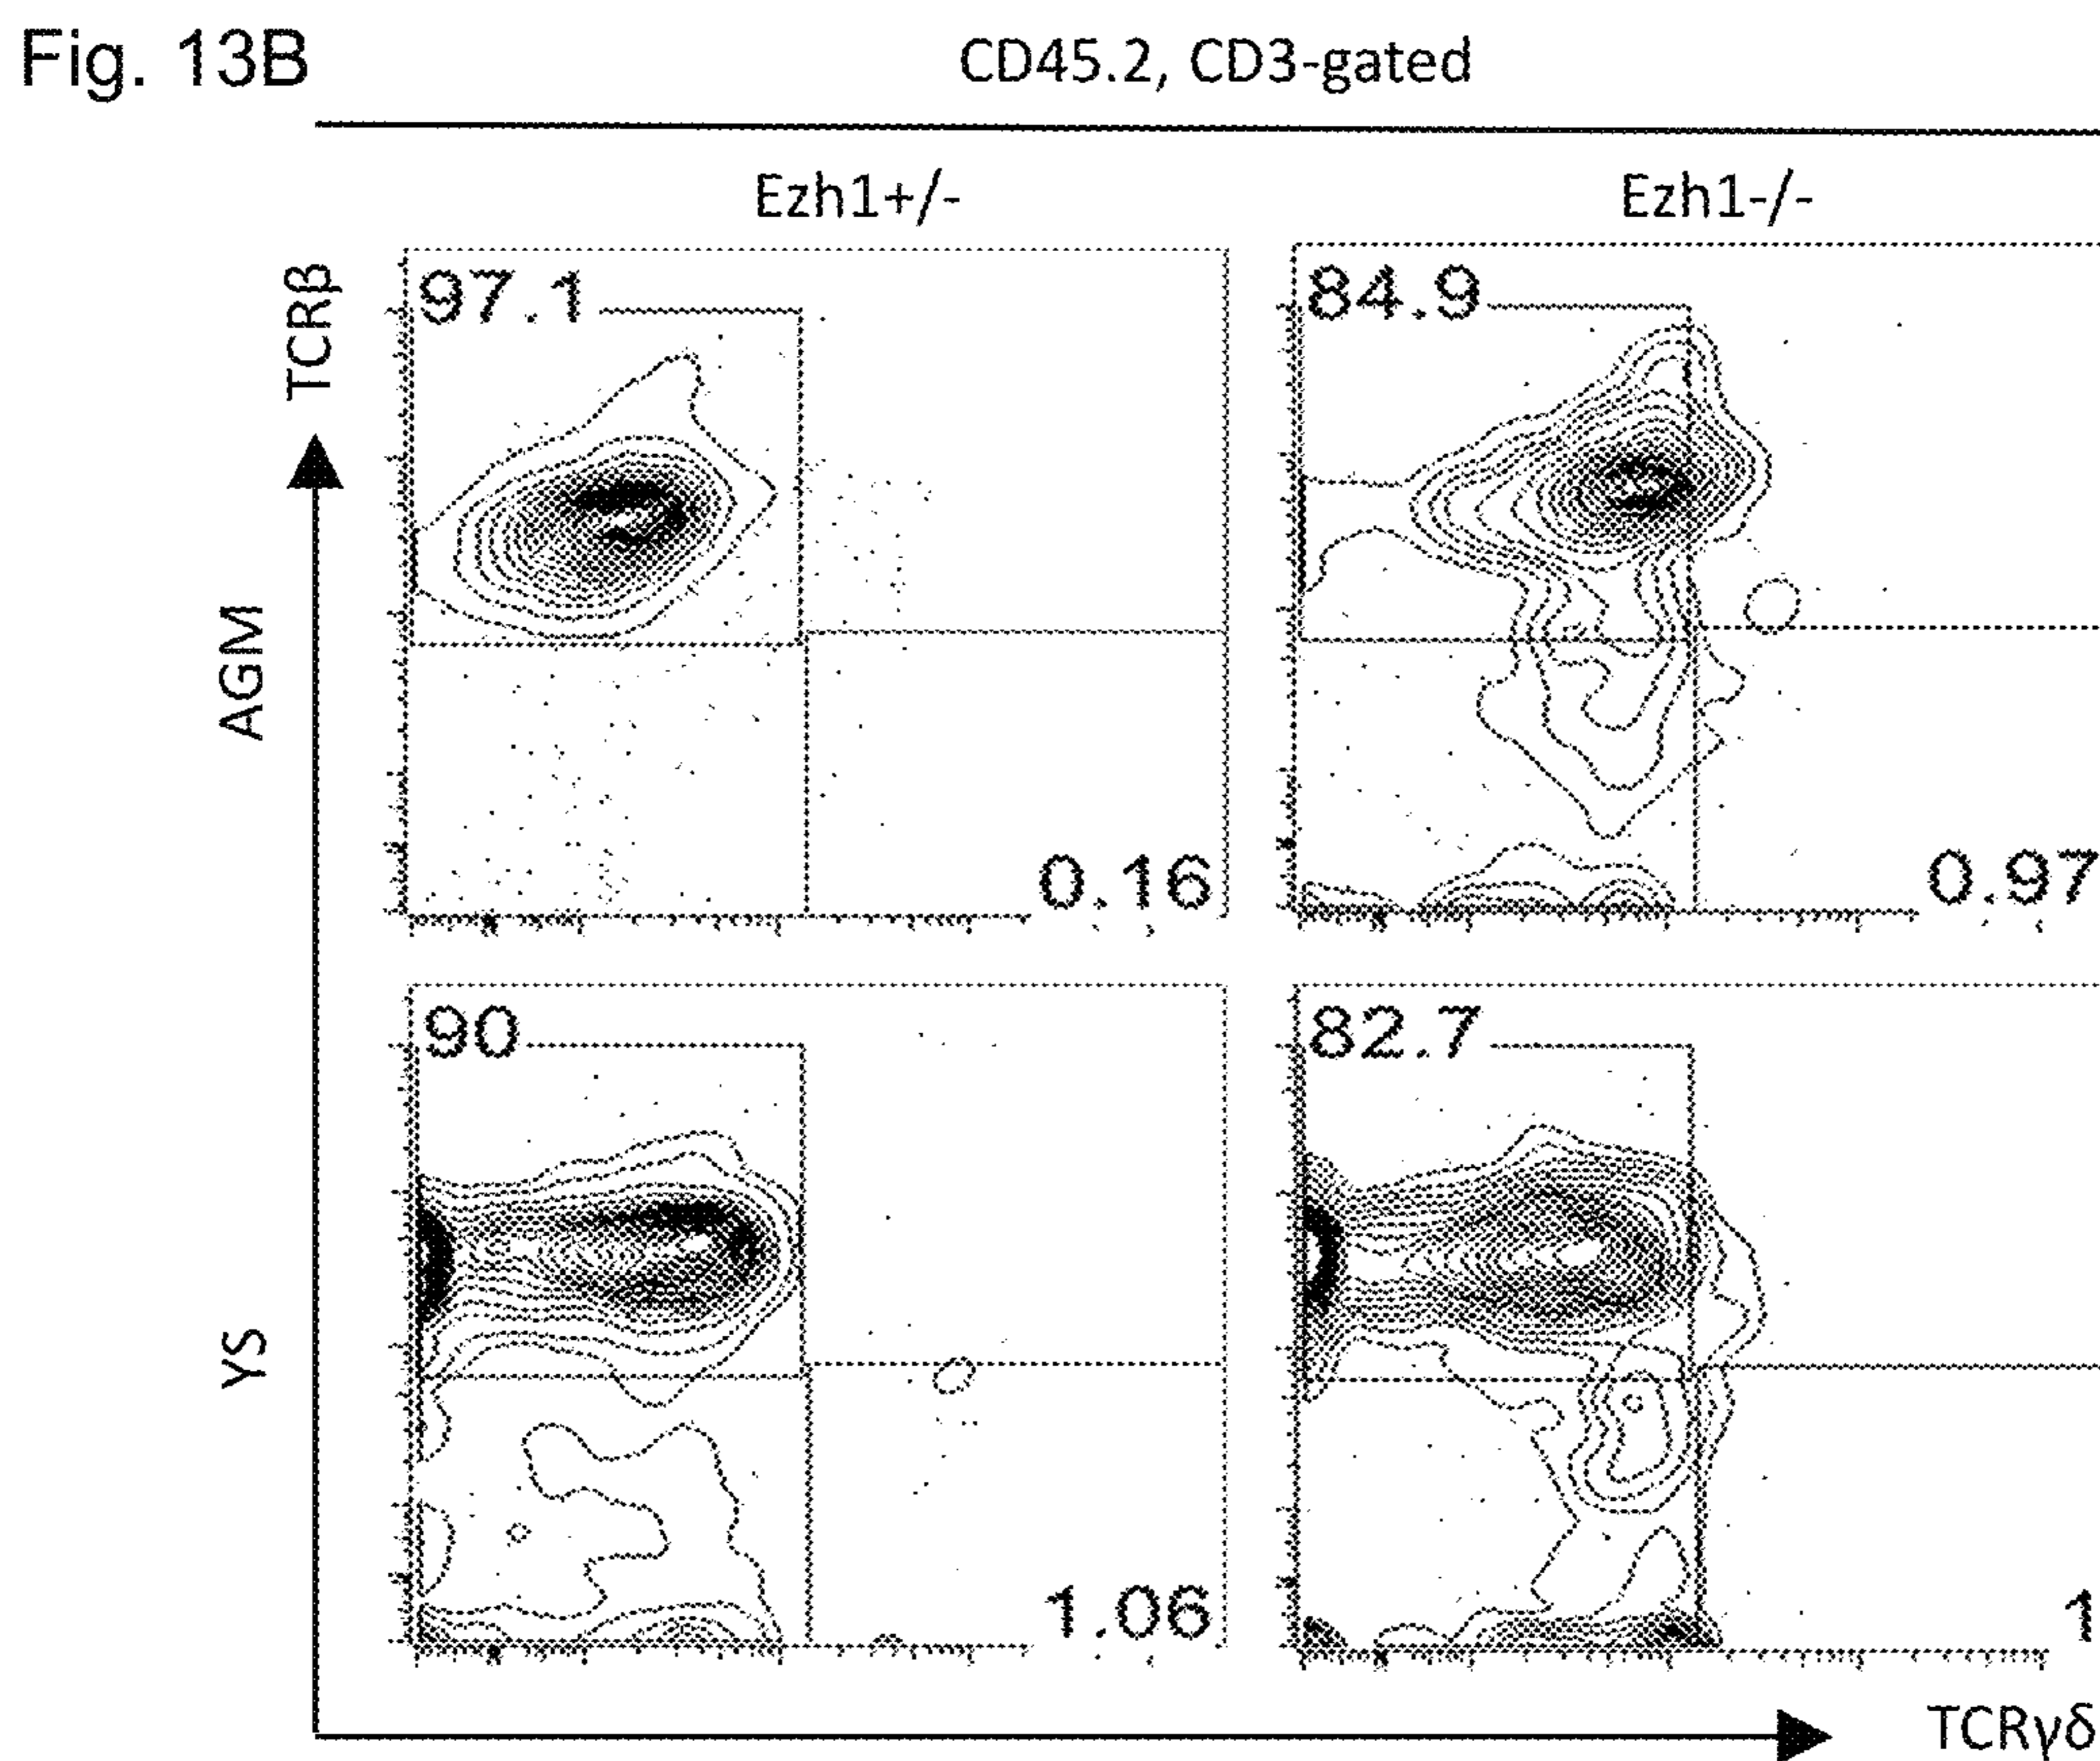 Fig. 13B
CD45.2, CD3-gated
Ezh1+/-
Ezh1-/-
TCRβ
97.1
84.9
AGM
0.16
0.97
90
82.7
YS
1.06
1
TCRγδ